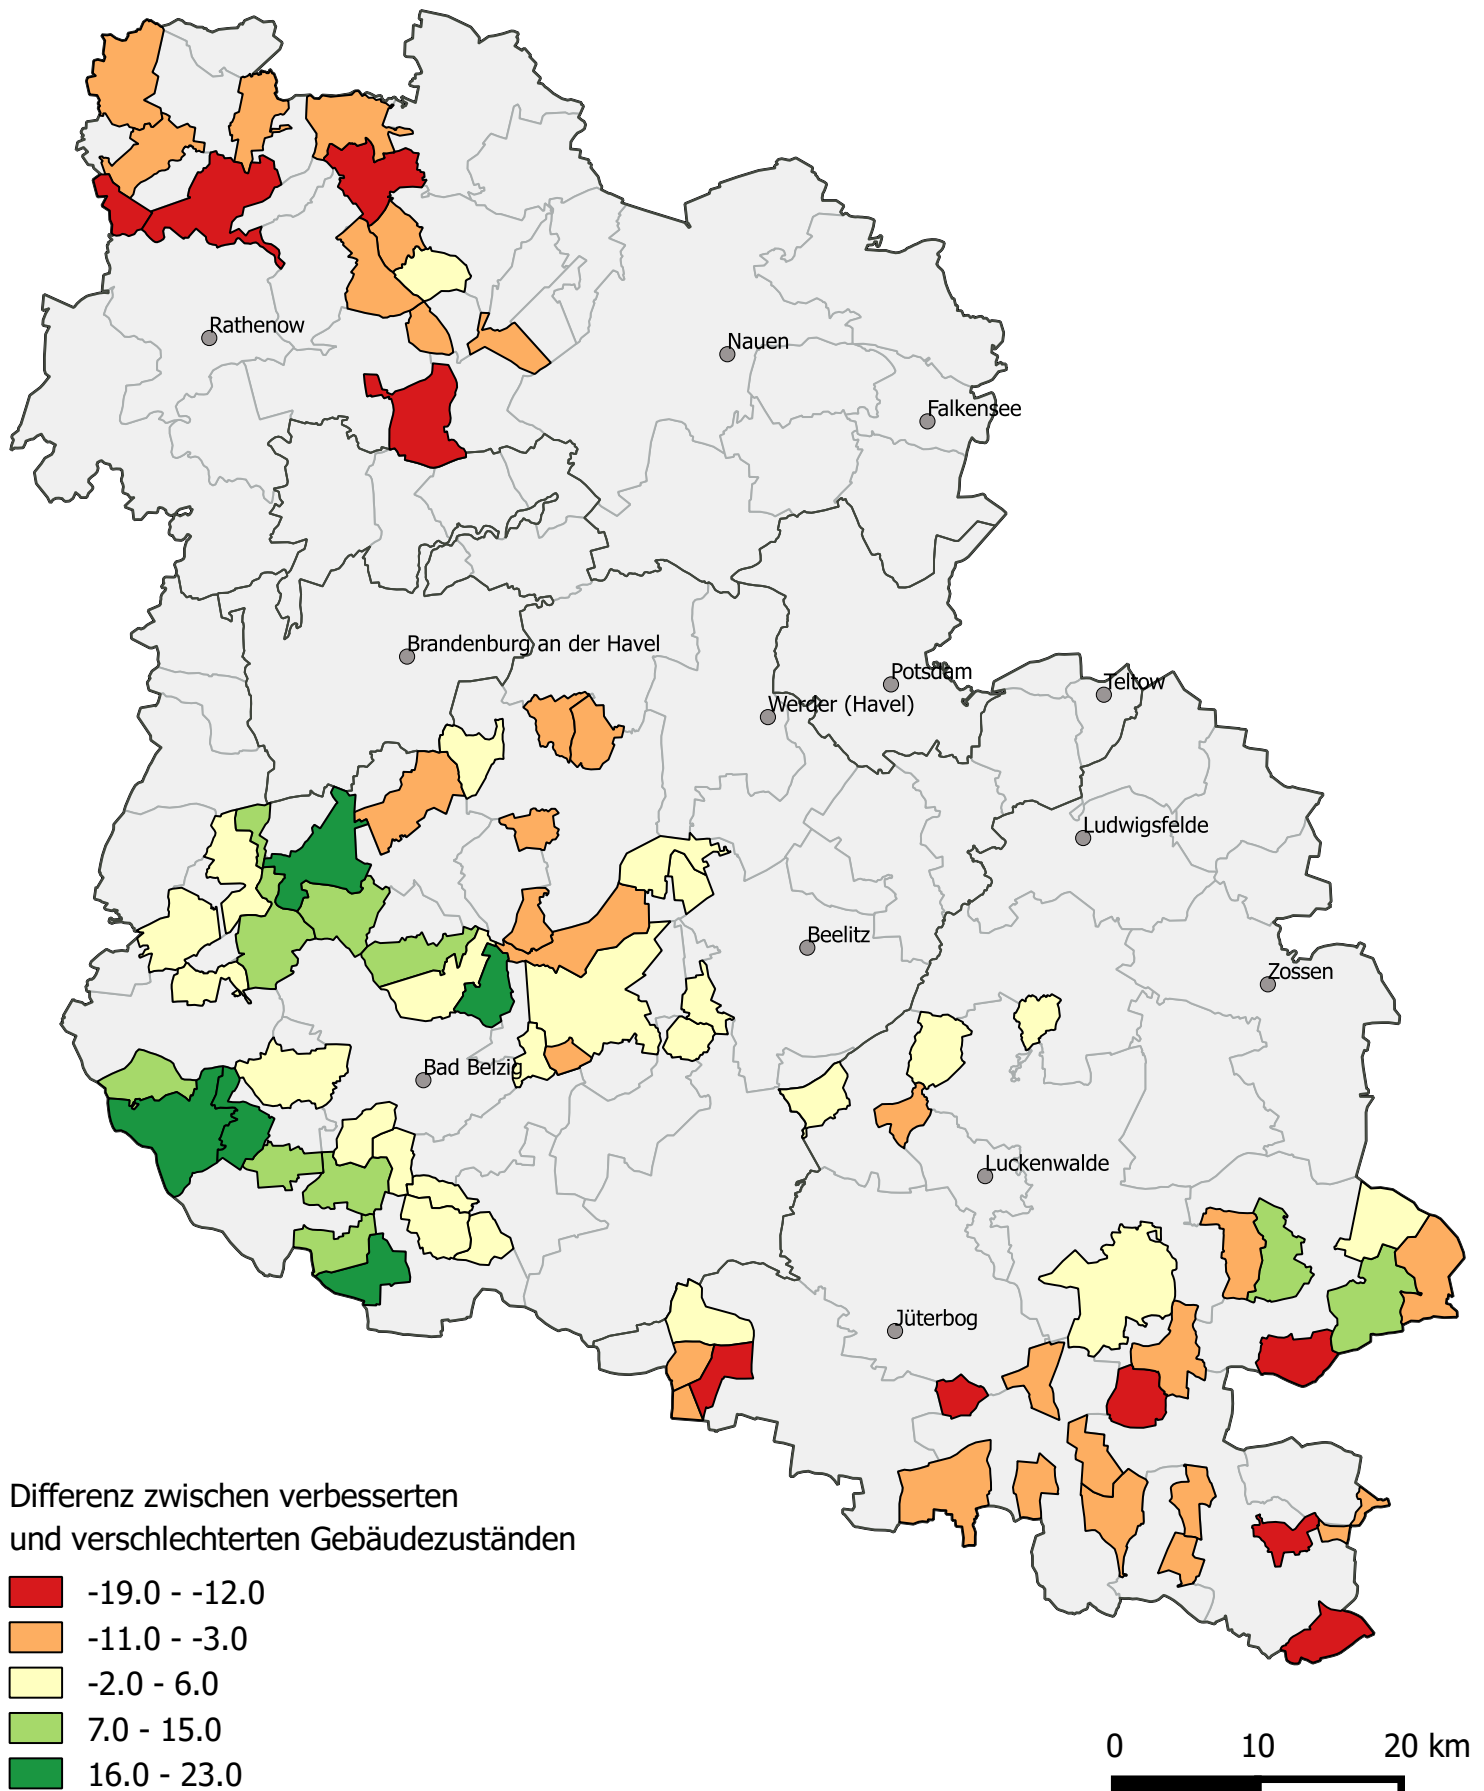 Rathenow
Nauen
Falkensee
Brandenburg an der Havel
Potsdam
Teltow
Werder (Havel)
Ludwigsfelde
Beelitz
Zossen
Bad Belzig
Luckenwalde
Jüterbog
Differenz zwischen verbesserten
und verschlechterten Gebäudezuständen
-19.0 - -12.0
-11.0 - -3.0
-2.0 - 6.0
7.0 - 15.0
16.0 - 23.0
0 10 20 km